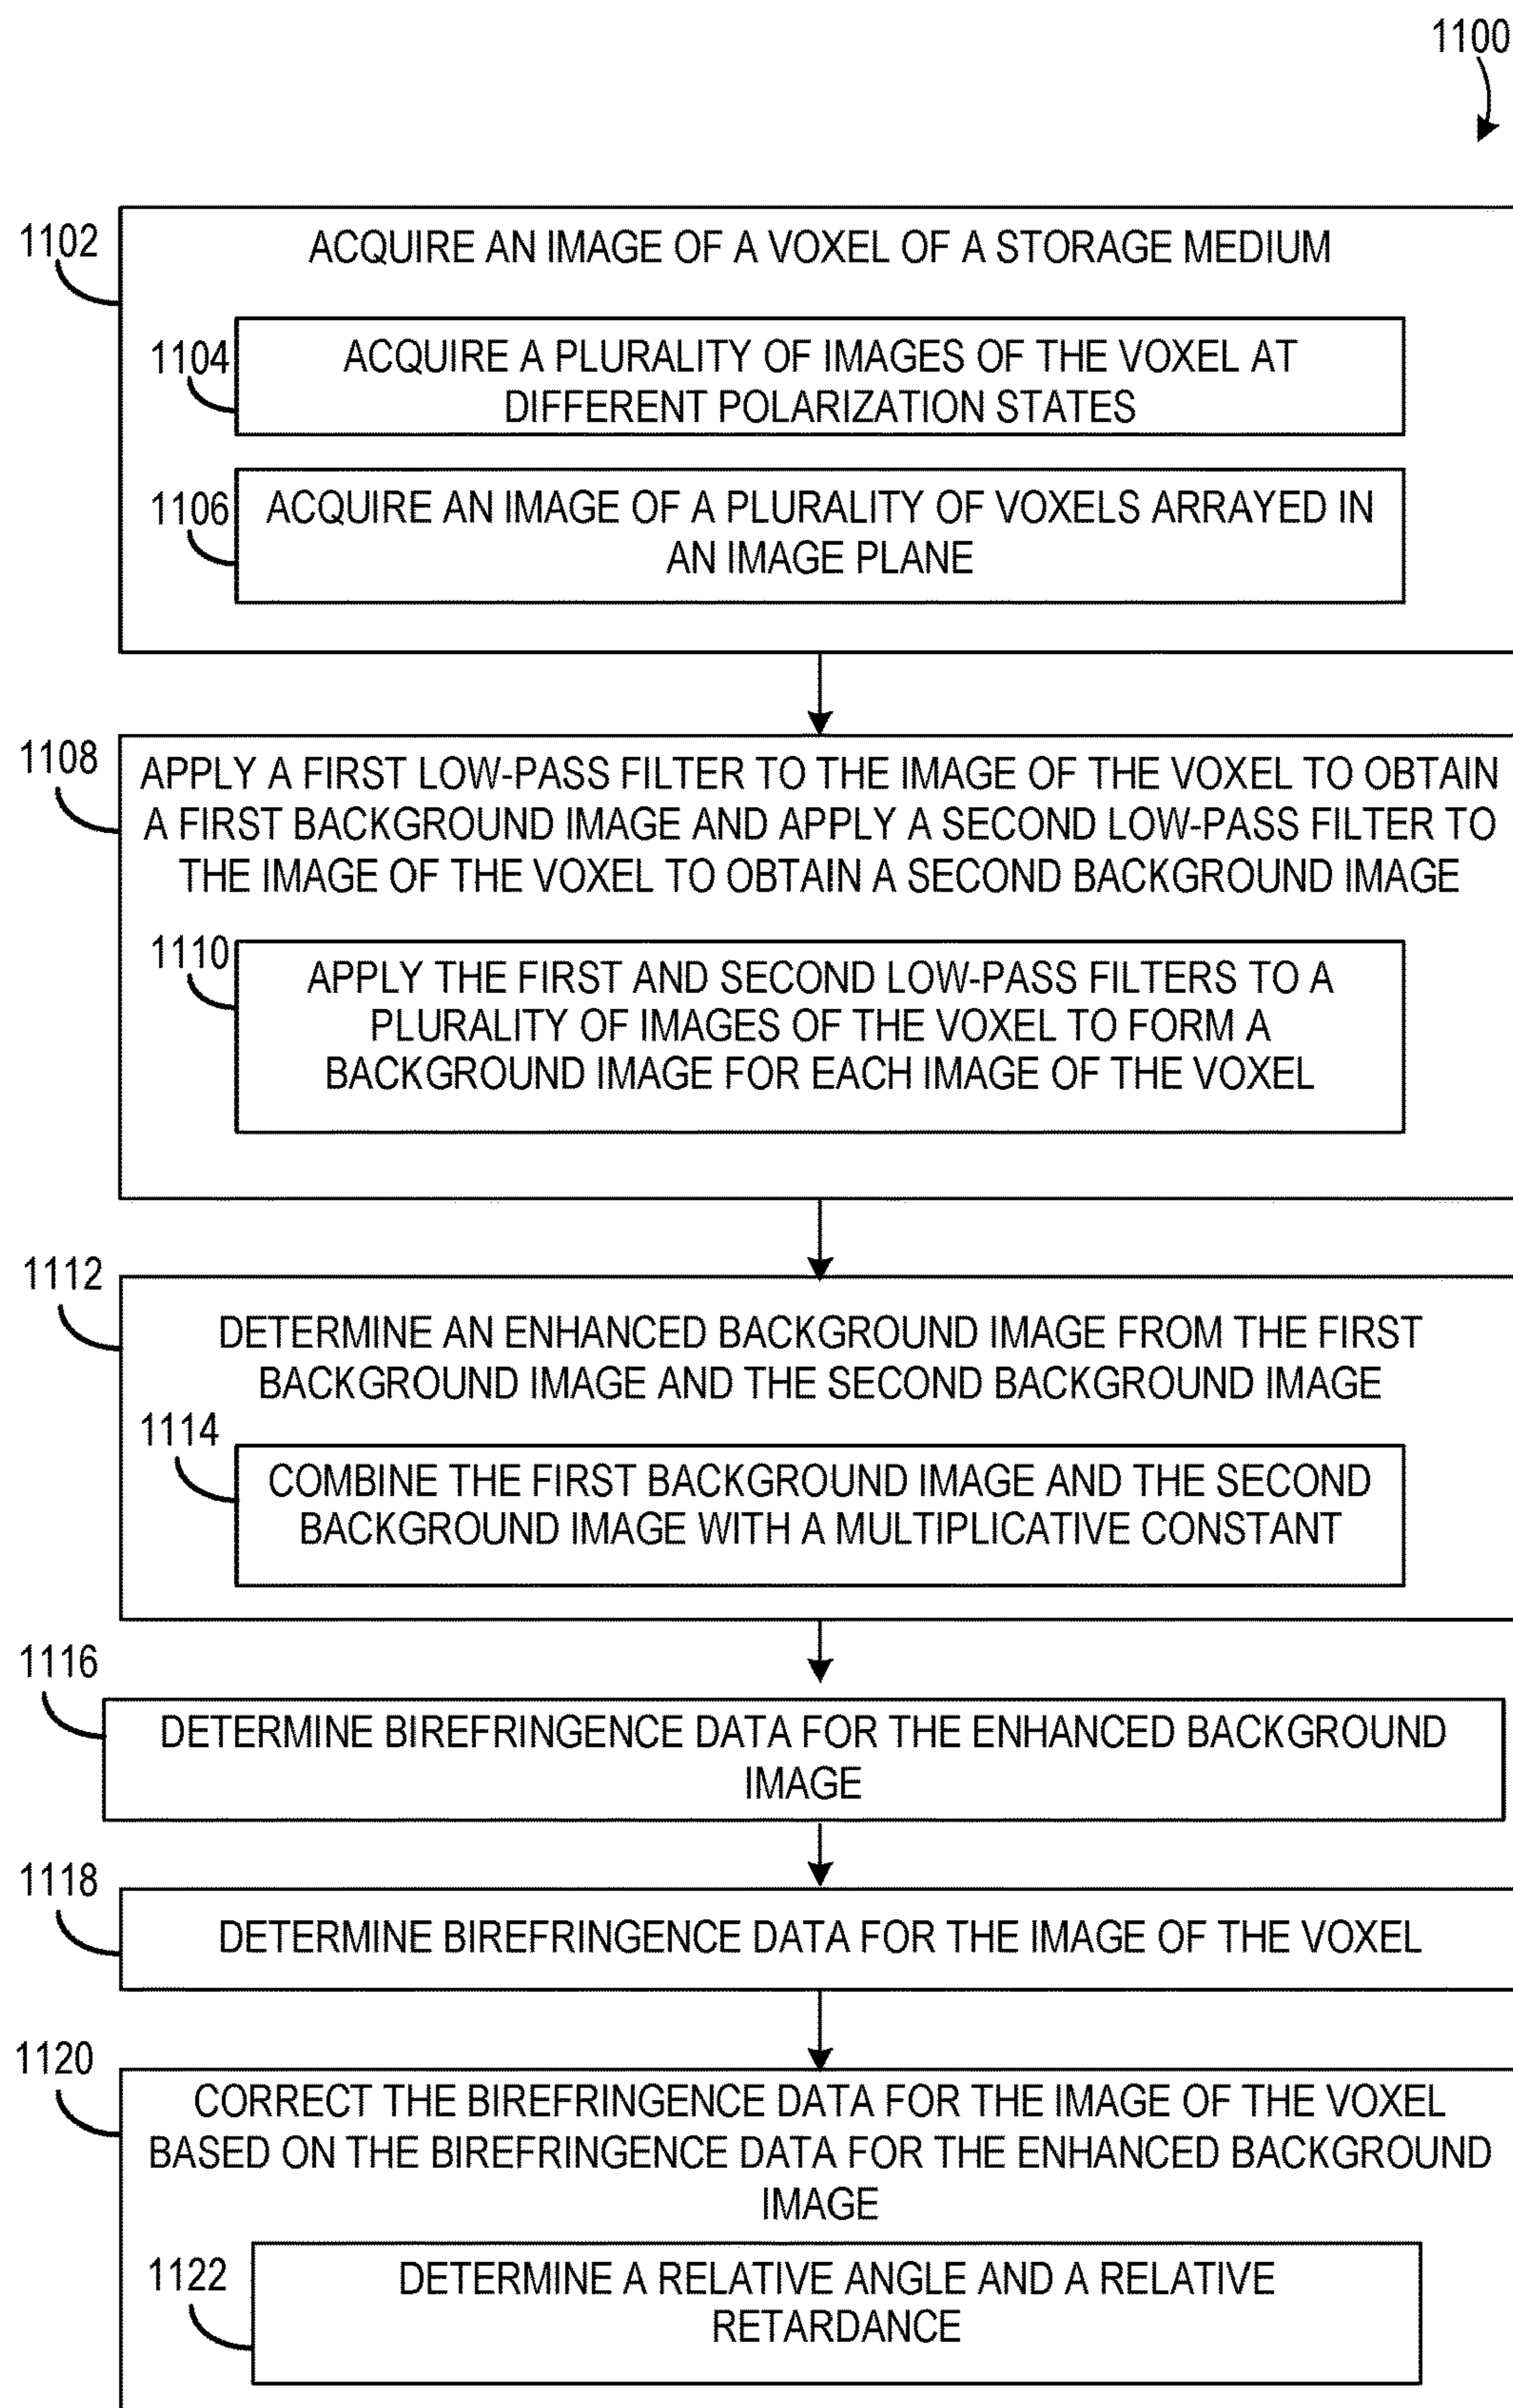 1100
1102
ACQUIRE AN IMAGE OF A VOXEL OF A STORAGE MEDIUM
1104
ACQUIRE A PLURALITY OF IMAGES OF THE VOXEL AT
DIFFERENT POLARIZATION STATES
1106
ACQUIRE AN IMAGE OF A PLURALITY OF VOXELS ARRAYED IN
AN IMAGE PLANE
1108
APPLY A FIRST LOW-PASS FILTER TO THE IMAGE OF THE VOXEL TO OBTAIN
A FIRST BACKGROUND IMAGE AND APPLY A SECOND LOW-PASS FILTER TO
THE IMAGE OF THE VOXEL TO OBTAIN A SECOND BACKGROUND IMAGE
1110
APPLY THE FIRST AND SECOND LOW-PASS FILTERS TO A
PLURALITY OF IMAGES OF THE VOXEL TO FORM A
BACKGROUND IMAGE FOR EACH IMAGE OF THE VOXEL
1112
DETERMINE AN ENHANCED BACKGROUND IMAGE FROM THE FIRST
BACKGROUND IMAGE AND THE SECOND BACKGROUND IMAGE
1114
COMBINE THE FIRST BACKGROUND IMAGE AND THE SECOND
BACKGROUND IMAGE WITH A MULTIPLICATIVE CONSTANT
1116
DETERMINE BIREFRINGENCE DATA FOR THE ENHANCED BACKGROUND
IMAGE
1118
DETERMINE BIREFRINGENCE DATA FOR THE IMAGE OF THE VOXEL
1120
CORRECT THE BIREFRINGENCE DATA FOR THE IMAGE OF THE VOXEL
BASED ON THE BIREFRINGENCE DATA FOR THE ENHANCED BACKGROUND
IMAGE
1122
DETERMINE A RELATIVE ANGLE AND A RELATIVE
RETARDANCE